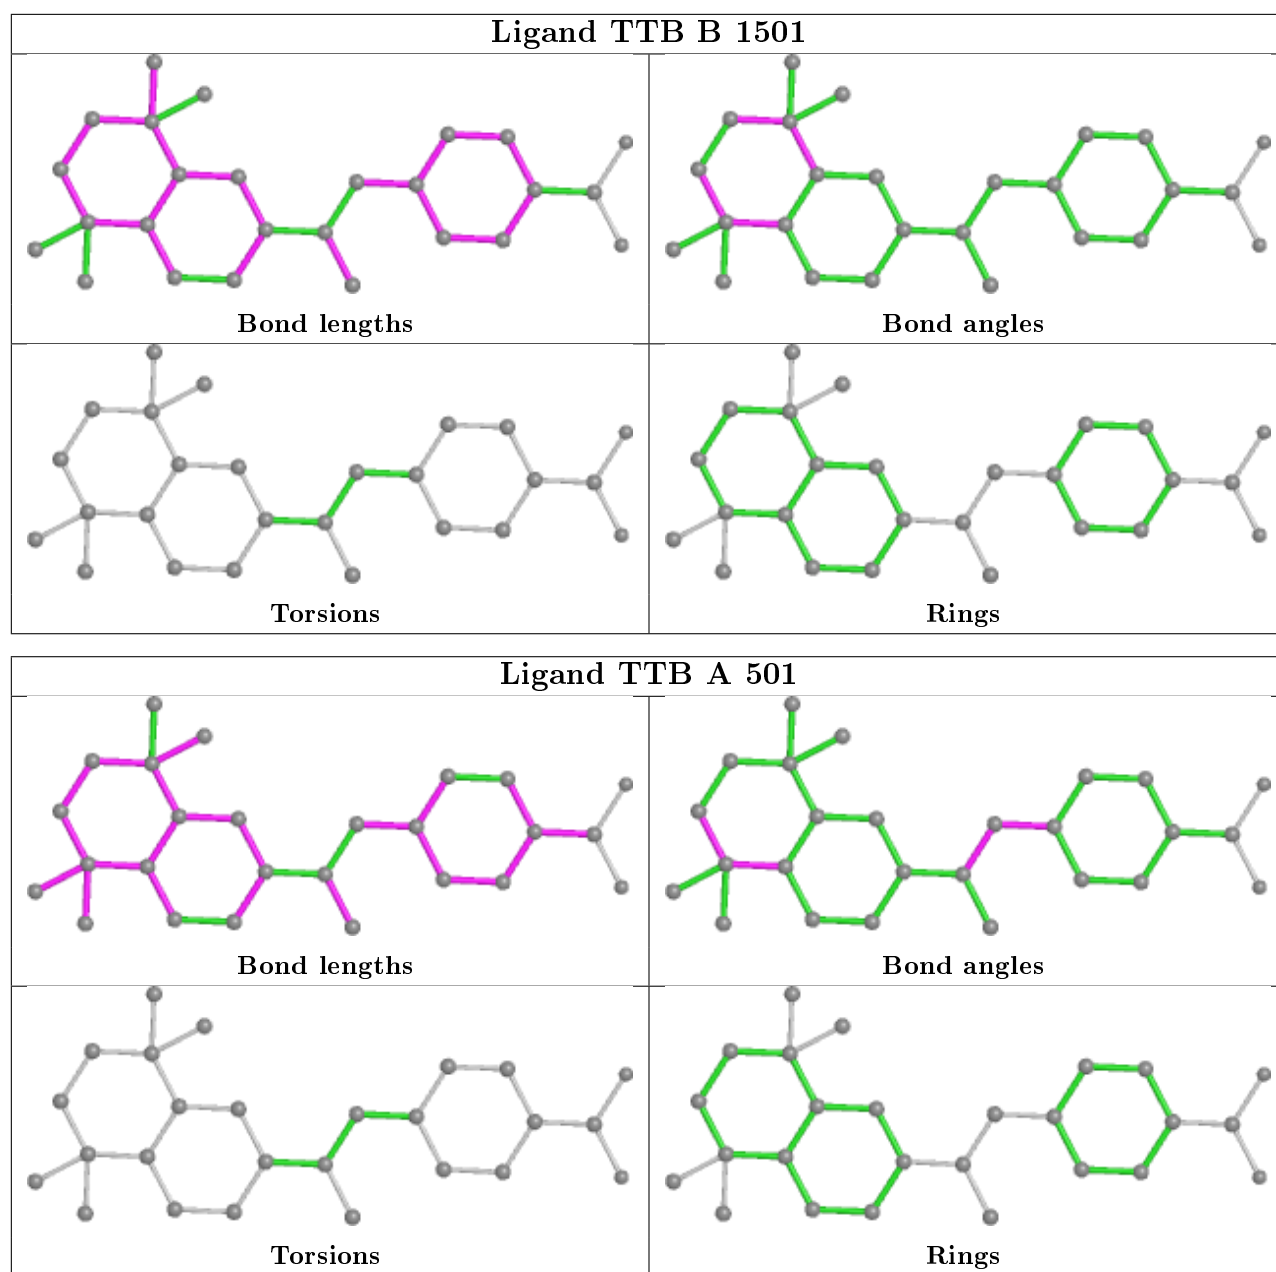 Ligand TTB B 1501
Bond lengths
Bond angles
Torsions
Rings
Ligand TTB A 501
Bond lengths
Bond angles
Torsions
Rings